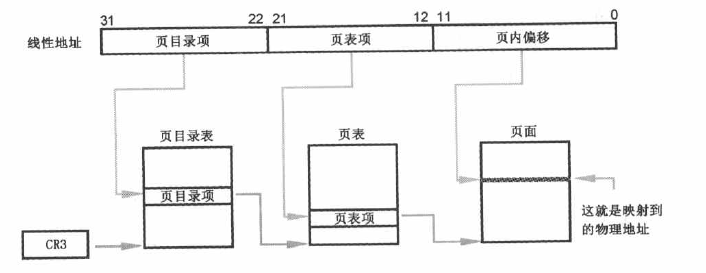 31 22 21 12 11 0
线性地址 页目录项 页表项 页内偏移
页目录表 页表 页面
页目录项
页表项
这就是映射到
的物理地址
CR3